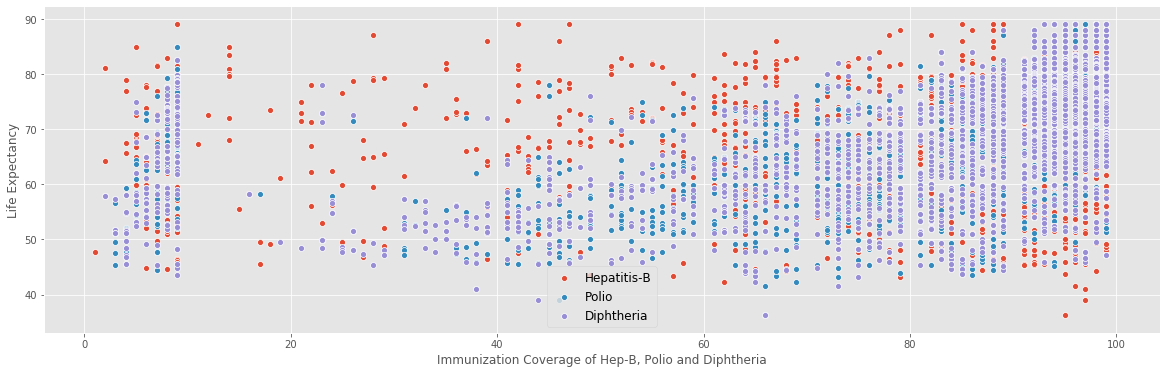 90
80
70
60
50
40
Life Expectancy
Hepatitis-B
Polio
Diphtheria
0 20 40 60 80 100
Immunization Coverage of Hep-B, Polio and Diphtheria